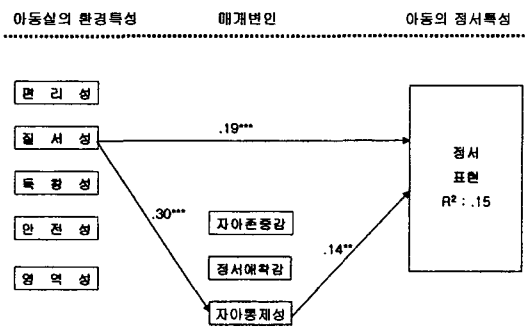 아동실의 환경특성 매개변인 아동의 정서특성
편 리 성
질 서 성
독 창 성
안 전 성
영 역 성
.19***
.30***
자아존중감
정서애착감
자아통제성
.14**
정서
표현
R² : .15